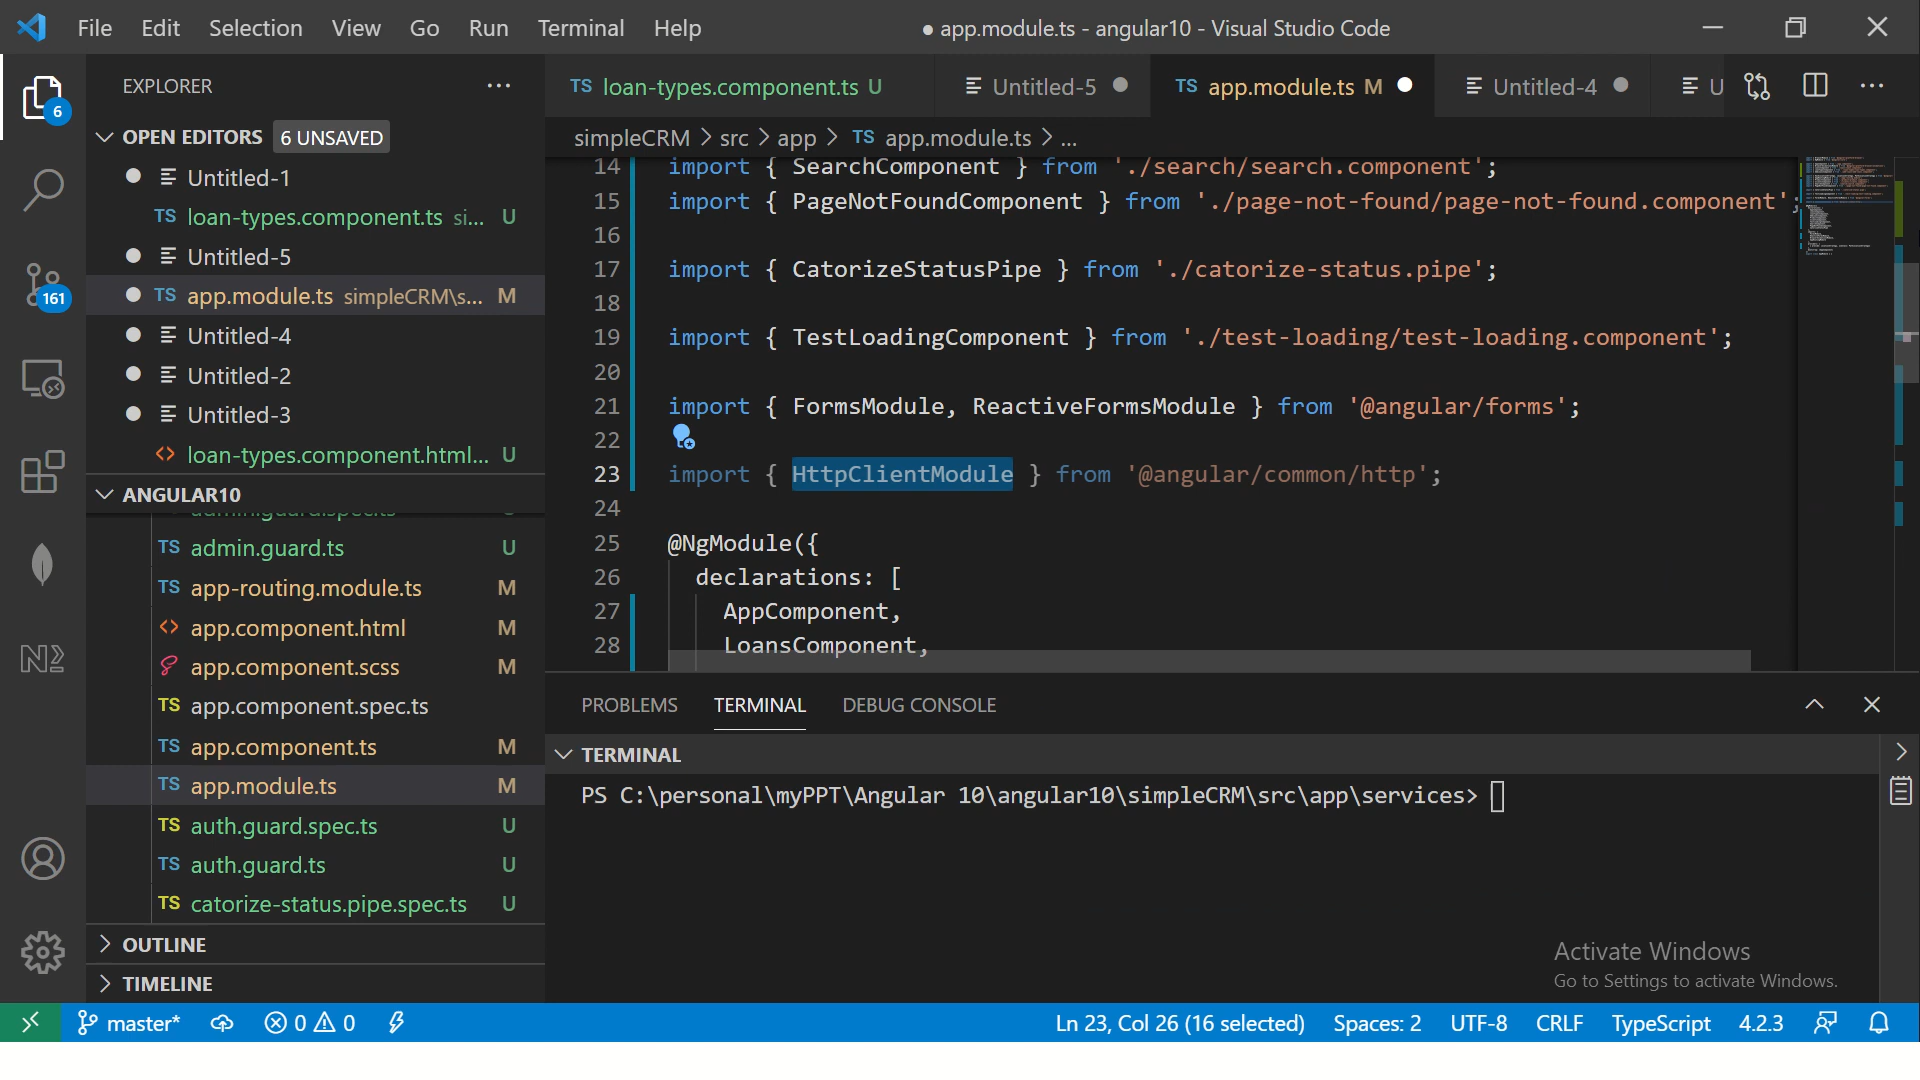 File Edit Selection View Go Run Terminal Help
● app.module.ts - angular10 - Visual Studio Code
EXPLORER
6
161
OPEN EDITORS 6 UNSAVED
Untitled-1
TS loan-types.component.ts si... U
Untitled-5
TS app.module.ts simpleCRM\s... M
Untitled-4
Untitled-2
Untitled-3
<> loan-types.component.html... U
ANGULAR10
admin.guard.spec.ts
TS admin.guard.ts U
TS app-routing.module.ts M
<> app.component.html M
app.component.scss M
TS app.component.spec.ts
TS app.component.ts M
TS app.module.ts M
TS auth.guard.spec.ts U
TS auth.guard.ts U
TS catorize-status.pipe.spec.ts U
OUTLINE
TIMELINE
TS loan-types.component.ts U
Untitled-5
TS app.module.ts M
Untitled-4
U
simpleCRM > src > app > TS app.module.ts > ...
14 import { SearchComponent } from './search/search.component';
15 import { PageNotFoundComponent } from './page-not-found/page-not-found.component';
16
17 import { CatorizeStatusPipe } from './catorize-status.pipe';
18
19 import { TestLoadingComponent } from './test-loading/test-loading.component';
20
21 import { FormsModule, ReactiveFormsModule } from '@angular/forms';
22
23 import { HttpClientModule } from '@angular/common/http';
24
25 @NgModule({
26 declarations: [
27 AppComponent,
28 LoansComponent,
PROBLEMS TERMINAL DEBUG CONSOLE
TERMINAL
PS C:\personal\myPPT\Angular 10\angular10\simpleCRM\src\app\services>
Activate Windows
Go to Settings to activate Windows.
master* 0 0 Ln 23, Col 26 (16 selected) Spaces: 2 UTF-8 CRLF TypeScript 4.2.3